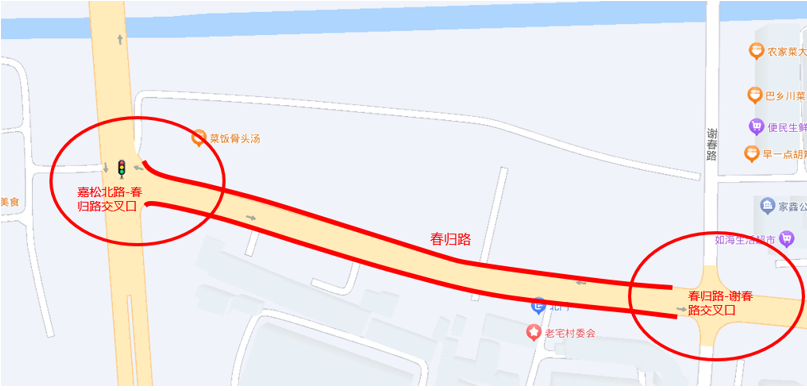 农家菜大
巴乡川菜
便民生鲜
菜饭骨头汤
谢春路
早一点胡
嘉松北路-春
归路交叉口
美食
家鑫公
春归路
如海生活超市
春归路-谢春
路交叉口
北门
老宅村委会